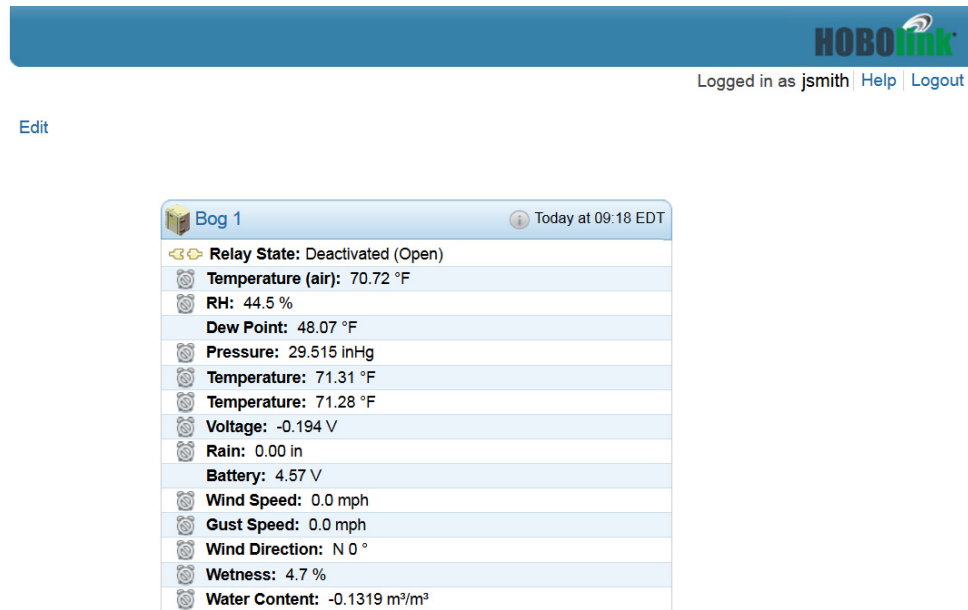 HOBOlink
Logged in as jsmith Help Logout
Edit
Bog 1 Today at 09:18 EDT
Relay State: Deactivated (Open)
Temperature (air): 70.72 °F
RH: 44.5 %
Dew Point: 48.07 °F
Pressure: 29.515 inHg
Temperature: 71.31 °F
Temperature: 71.28 °F
Voltage: -0.194 V
Rain: 0.00 in
Battery: 4.57 V
Wind Speed: 0.0 mph
Gust Speed: 0.0 mph
Wind Direction: N 0 °
Wetness: 4.7 %
Water Content: -0.1319 m³/m³